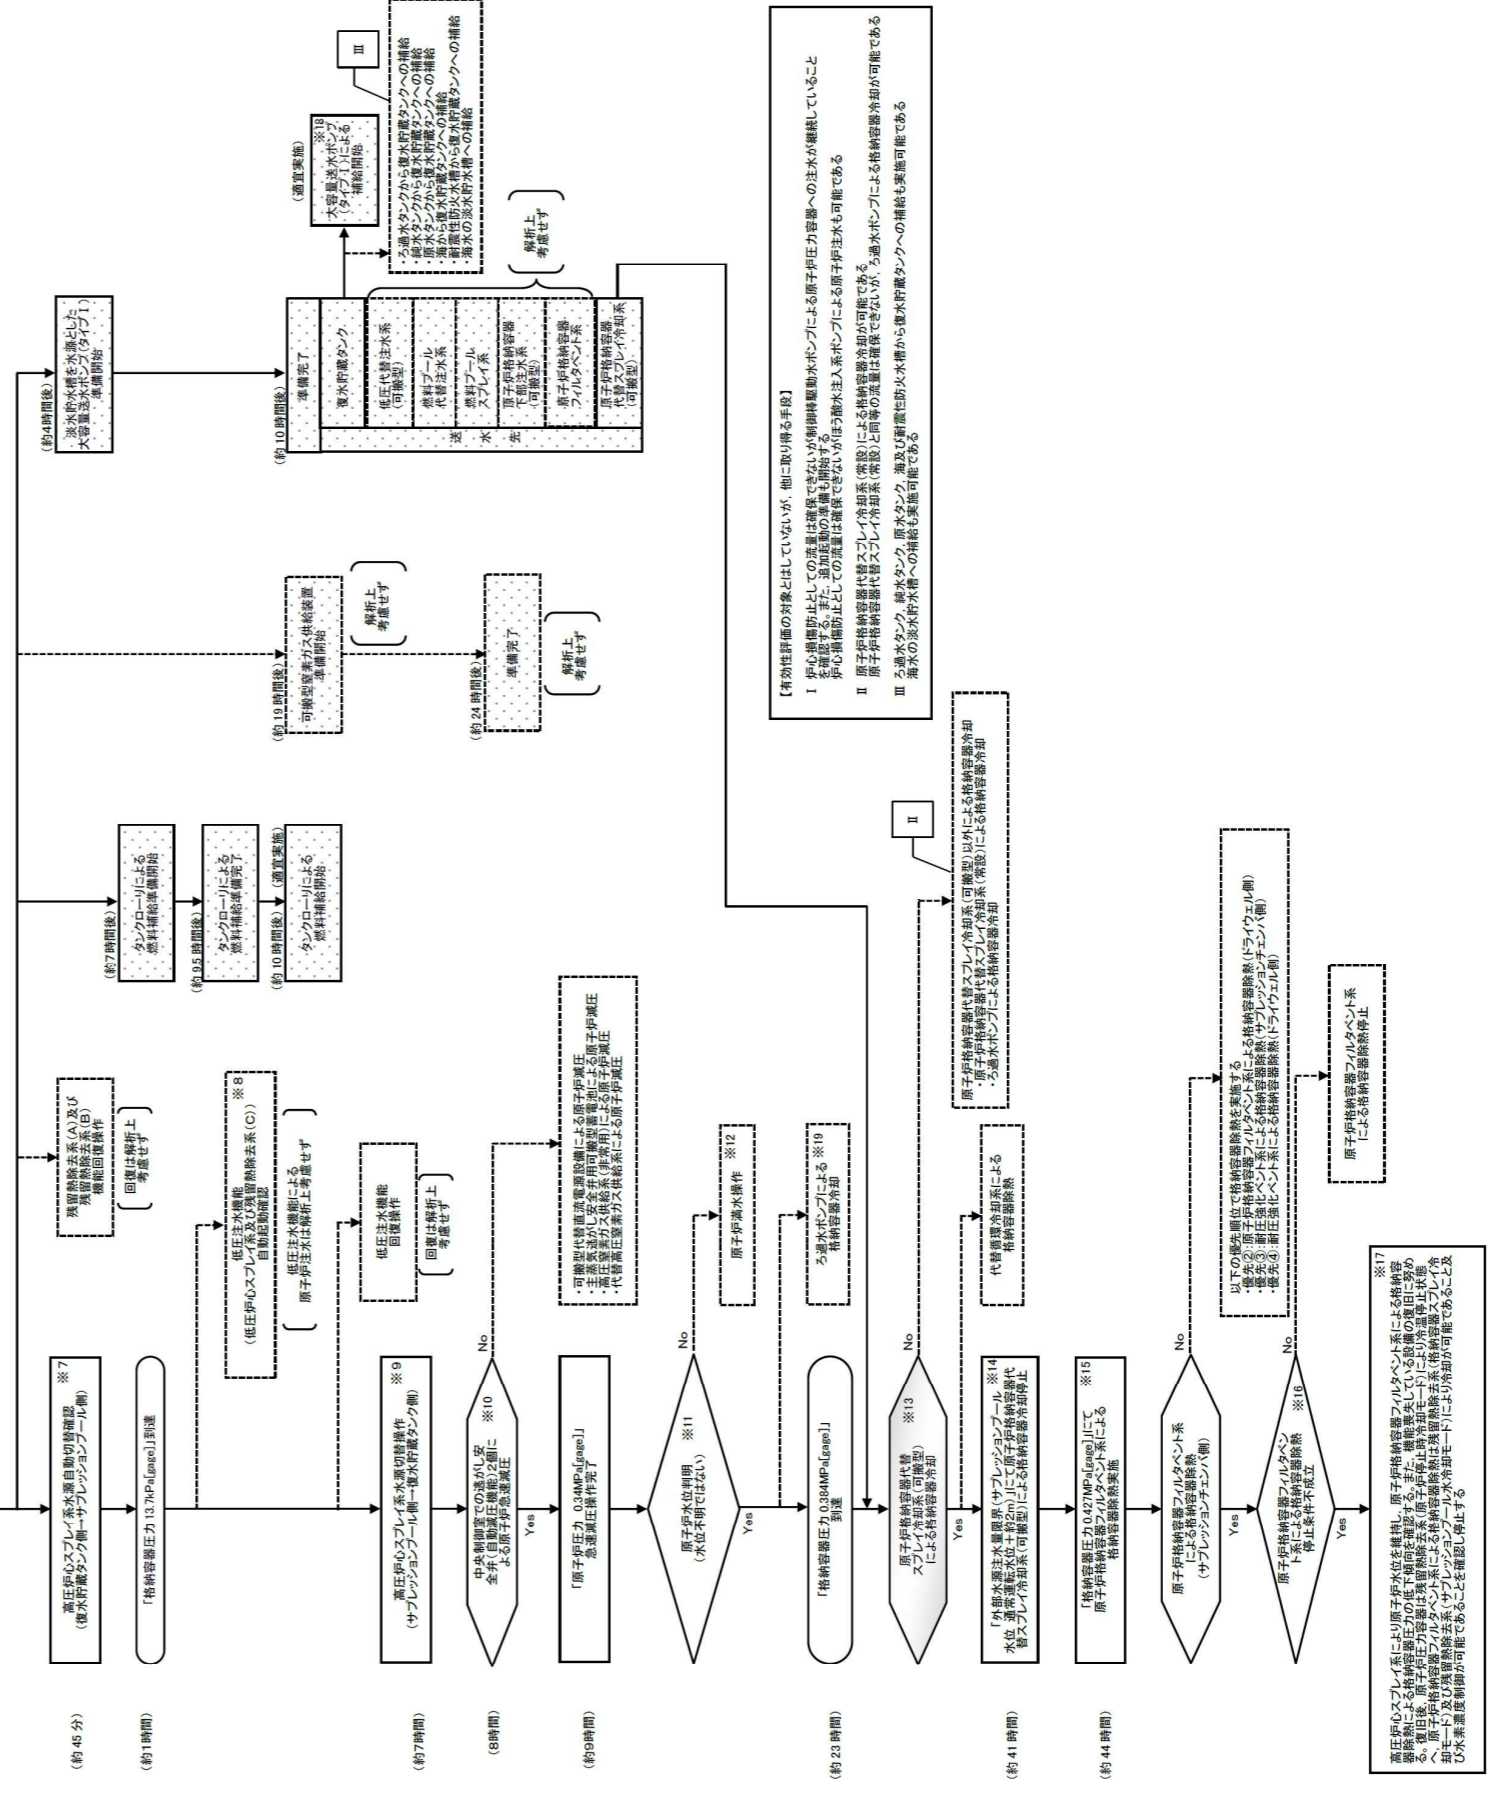 (約 45 分)
高圧炉心スプレイ系水源自動切替確認 ※7
(復水貯蔵タンク側→サプレッションプール側)
(約1時間)
「格納容器圧力 13.7kPa[gage]」到達
(約7時間)
高圧炉心スプレイ系水源切替操作 ※9
(サプレッションプール側→復水貯蔵タンク側)
(8時間)
中央制御室での逃がし安 ※10
全弁(自動減圧機能)2個に
よる原子炉急速減圧
Yes
No
(約9時間)
「原子炉圧力 0.34MPa[gage]」
急速減圧操作完了
原子炉水位判明 ※11
(水位不明ではない)
Yes
No
(約 23 時間)
「格納容器圧力 0.384MPa[gage]」
到達
原子炉格納容器代替 ※13
スプレイ冷却系(可搬型)
による格納容器冷却
Yes
No
(約 41 時間)
「外部水源注水量限界(サプレッションプール ※14
水位 通常運転水位+約2m)」にて原子炉格納容器代
替スプレイ冷却系(可搬型)による格納容器冷却停止
(約 44 時間)
「格納容器圧力 0.427MPa[gage]」にて ※15
原子炉格納容器フィルタベント系による
格納容器除熱実施
原子炉格納容器フィルタベント系
による格納容器除熱
(サプレッションチェンバ側)
Yes
No
原子炉格納容器フィルタベン ※16
ト系による格納容器除熱
停止条件不成立
Yes
No
※17
高圧炉心スプレイ系により原子炉水位を維持し、原子炉格納容器フィルタベント系による格納容
器除熱による格納容器圧力の低下傾向を確認する。また、機能喪失している設備の復旧に努め
る。復旧後、原子炉圧力容器は残留熱除去系(原子炉停止時冷却モード)により冷温停止状態
へ、原子炉格納容器フィルタベント系による格納容器除熱は残留熱除去系(格納容器スプレイ冷
却モード)及び残留熱除去系(サプレッションプール水冷却モード)により冷却が可能であること及
び水素濃度制御が可能であることを確認し停止する
残留熱除去系(A)及び
残留熱除去系(B)
機能回復操作
回復は解析上
考慮せず
低圧注水機能 ※8
(低圧炉心スプレイ系及び残留熱除去系(C))
自動起動確認
低圧注水機能による
原子炉注水は解析上考慮せず
低圧注水機能
回復操作
回復は解析上
考慮せず
・可搬型代替直流電源設備による原子炉減圧
・主蒸気逃がし安全弁用可搬型蓄電池による原子炉減圧
・高圧窒素ガス供給系(非常用)による原子炉減圧
・代替高圧窒素ガス供給系による原子炉減圧
原子炉満水操作 ※12
ろ過水ポンプによる ※19
格納容器冷却
代替循環冷却系による
格納容器除熱
以下の優先順位で格納容器除熱を実施する
・優先②:原子炉格納容器フィルタベント系による格納容器除熱(ドライウェル側)
・優先③:耐圧強化ベント系による格納容器除熱(サプレッションチェンバ側)
・優先④:耐圧強化ベント系による格納容器除熱(ドライウェル側)
原子炉格納容器フィルタベント系
による格納容器除熱停止
(約7時間後)
タンクローリによる
燃料補給準備開始
(約 9.5 時間後)
タンクローリによる
燃料補給準備完了
(約 10 時間後) (適宜実施)
タンクローリによる
燃料補給開始
Ⅱ
原子炉格納容器代替スプレイ冷却系(可搬型)以外による格納容器冷却
・原子炉格納容器代替スプレイ冷却系(常設)による格納容器冷却
・ろ過水ポンプによる格納容器冷却
(約 19 時間後)
可搬型窒素ガス供給装置
準備開始
解析上
考慮せず
(約 24 時間後)
準備完了
解析上
考慮せず
(約4時間後)
淡水貯水槽を水源とした
大容量送水ポンプ(タイプⅠ)
準備開始
(約 10 時間後)
準備完了
送水先
復水貯蔵タンク
低圧代替注水系
(可搬型)
燃料プール
代替注水系
燃料プール
スプレイ系
原子炉格納容器
下部注水系
(可搬型)
原子炉格納容器
フィルタベント系
原子炉格納容器
代替スプレイ冷却系
(可搬型)
解析上
考慮せず
(適宜実施)
※18
大容量送水ポンプ
(タイプⅠ)による
補給開始
Ⅲ
・ろ過水タンクから復水貯蔵タンクへの補給
・純水タンクから復水貯蔵タンクへの補給
・原水タンクから復水貯蔵タンクへの補給
・海から復水貯蔵タンクへの補給
・耐震性防火水槽から復水貯蔵タンクへの補給
・海水の淡水貯水槽への補給
【有効性評価の対象とはしていないが、他に取り得る手段】
Ⅰ 炉心損傷防止としての流量は確保できないが制御棒駆動水ポンプによる原子炉圧力容器への注水が継続していること
を確認する。また、追加起動の準備も開始する
炉心損傷防止としての流量は確保できないがほう酸水注入系ポンプによる原子炉注水も可能である
Ⅱ 原子炉格納容器代替スプレイ冷却系(常設)による格納容器冷却が可能である
原子炉格納容器代替スプレイ冷却系(常設)と同等の流量は確保できないが、ろ過水ポンプによる格納容器冷却が可能である
Ⅲ ろ過水タンク、純水タンク、原水タンク、海及び耐震性防火水槽から復水貯蔵タンクへの補給も実施可能である
海水の淡水貯水槽への補給も実施可能である